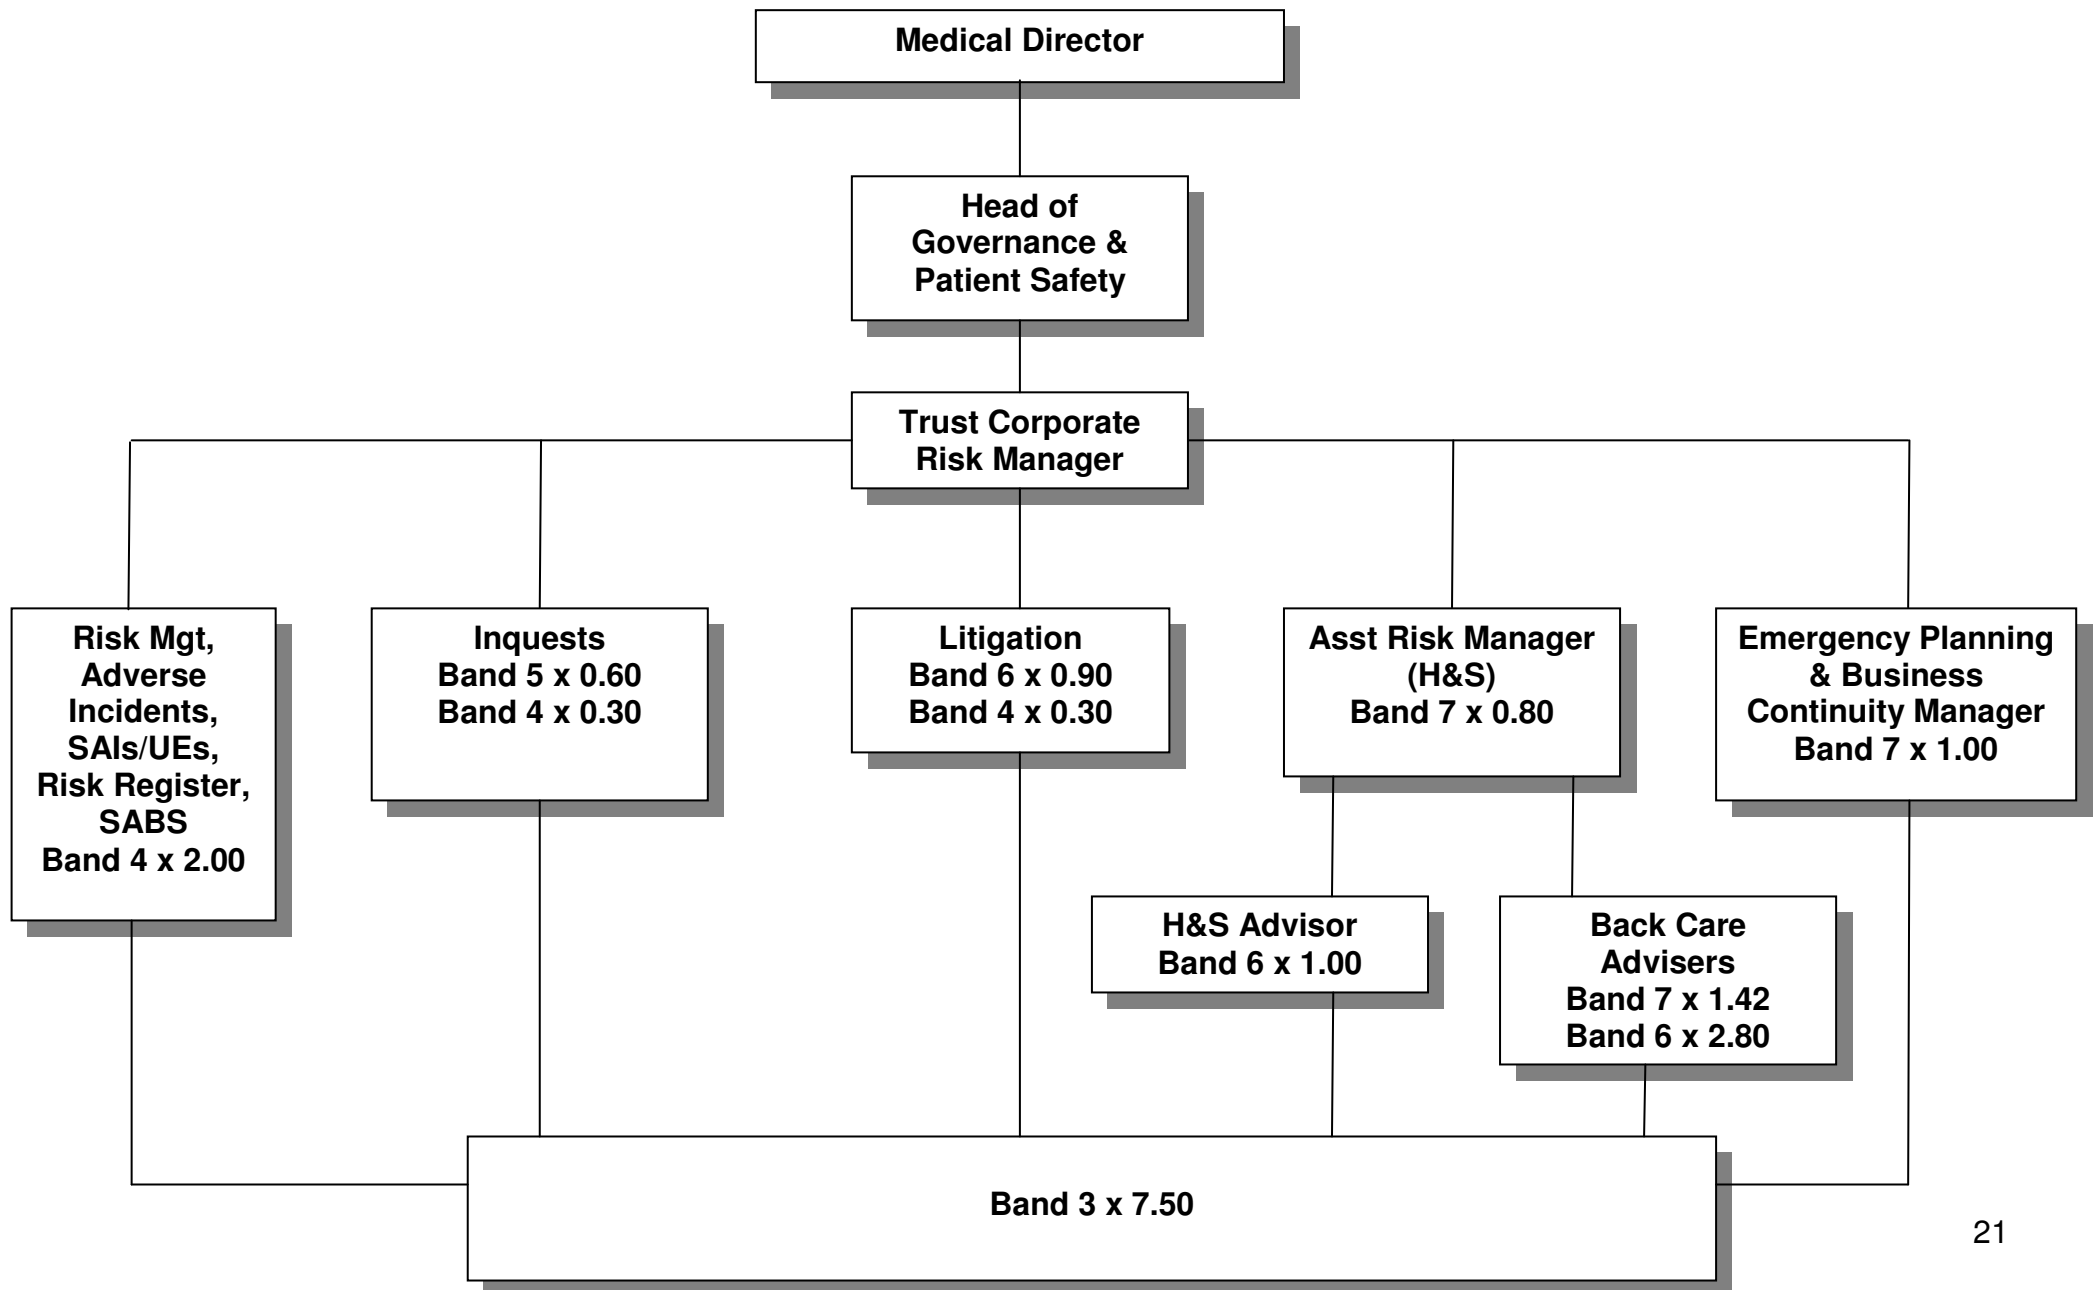 Medical Director
Head of
Governance &
Patient Safety
Trust Corporate
Risk Manager
Risk Mgt,
Adverse
Incidents,
SAIs/UEs,
Risk Register,
SABS
Band 4 x 2.00
Inquests
Band 5 x 0.60
Band 4 x 0.30
Litigation
Band 6 x 0.90
Band 4 x 0.30
Asst Risk Manager
(H&S)
Band 7 x 0.80
Emergency Planning
& Business
Continuity Manager
Band 7 x 1.00
H&S Advisor
Band 6 x 1.00
Back Care
Advisers
Band 7 x 1.42
Band 6 x 2.80
Band 3 x 7.50
21